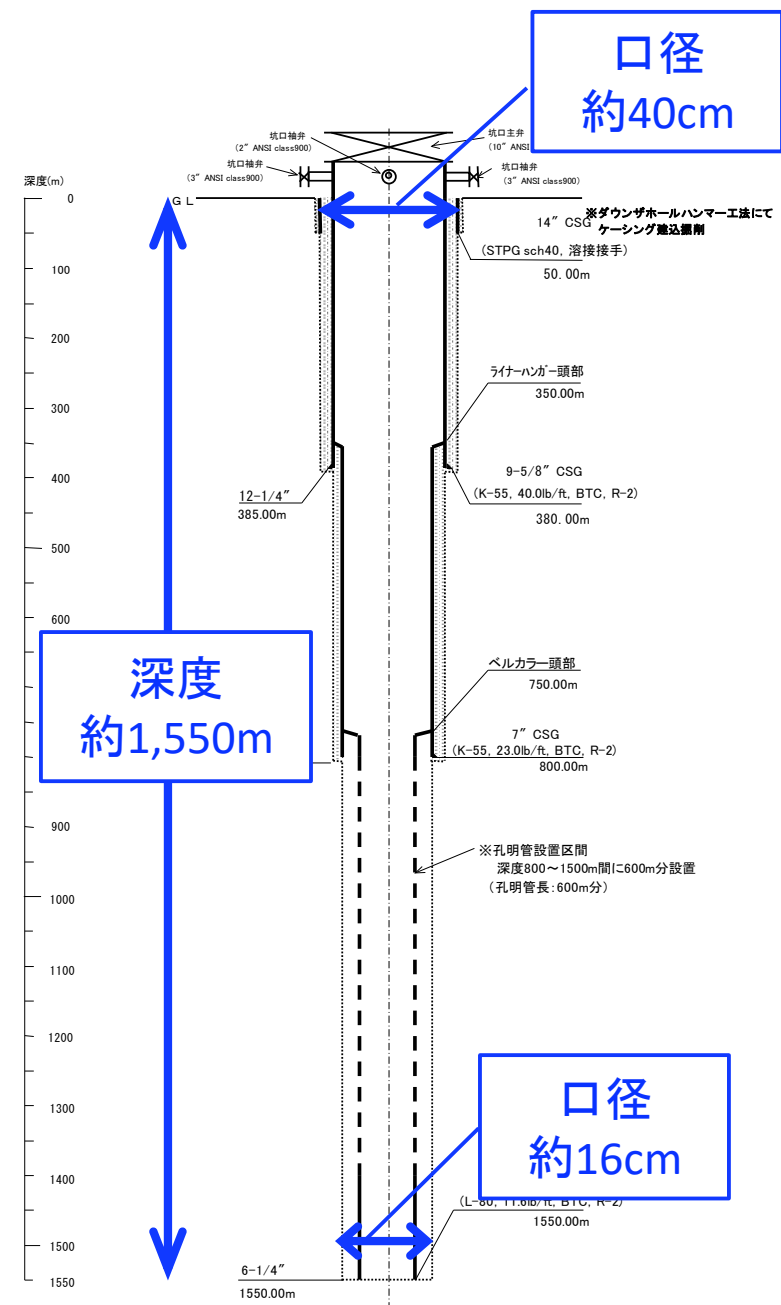 口径
約40cm
坑口主弁
(10" ANSI
坑口袖弁
(2" ANSI class900)
坑口袖弁
(3" ANSI class900)
坑口袖弁
(3" ANSI class900)
深度(m)
0
GL
14" CSG
※ダウンザホールハンマー工法にて
ケーシング建込掘削
(STPG sch40, 溶接接手)
50.00m
100
200
300
ライナーハンガー頭部
350.00m
400
12-1/4"
385.00m
9-5/8" CSG
(K-55, 40.0lb/ft, BTC, R-2)
380.00m
500
600
深度
約1,550m
ベルカラー頭部
750.00m
7" CSG
(K-55, 23.0lb/ft, BTC, R-2)
800.00m
900
※孔明管設置区間
深度800~1500m間に600m分設置
(孔明管長:600m分)
1000
1100
1200
1300
口径
約16cm
1400
(L-80, 11.6lb/ft, BTC, R-2)
1550.00m
1500
1550
6-1/4"
1550.00m